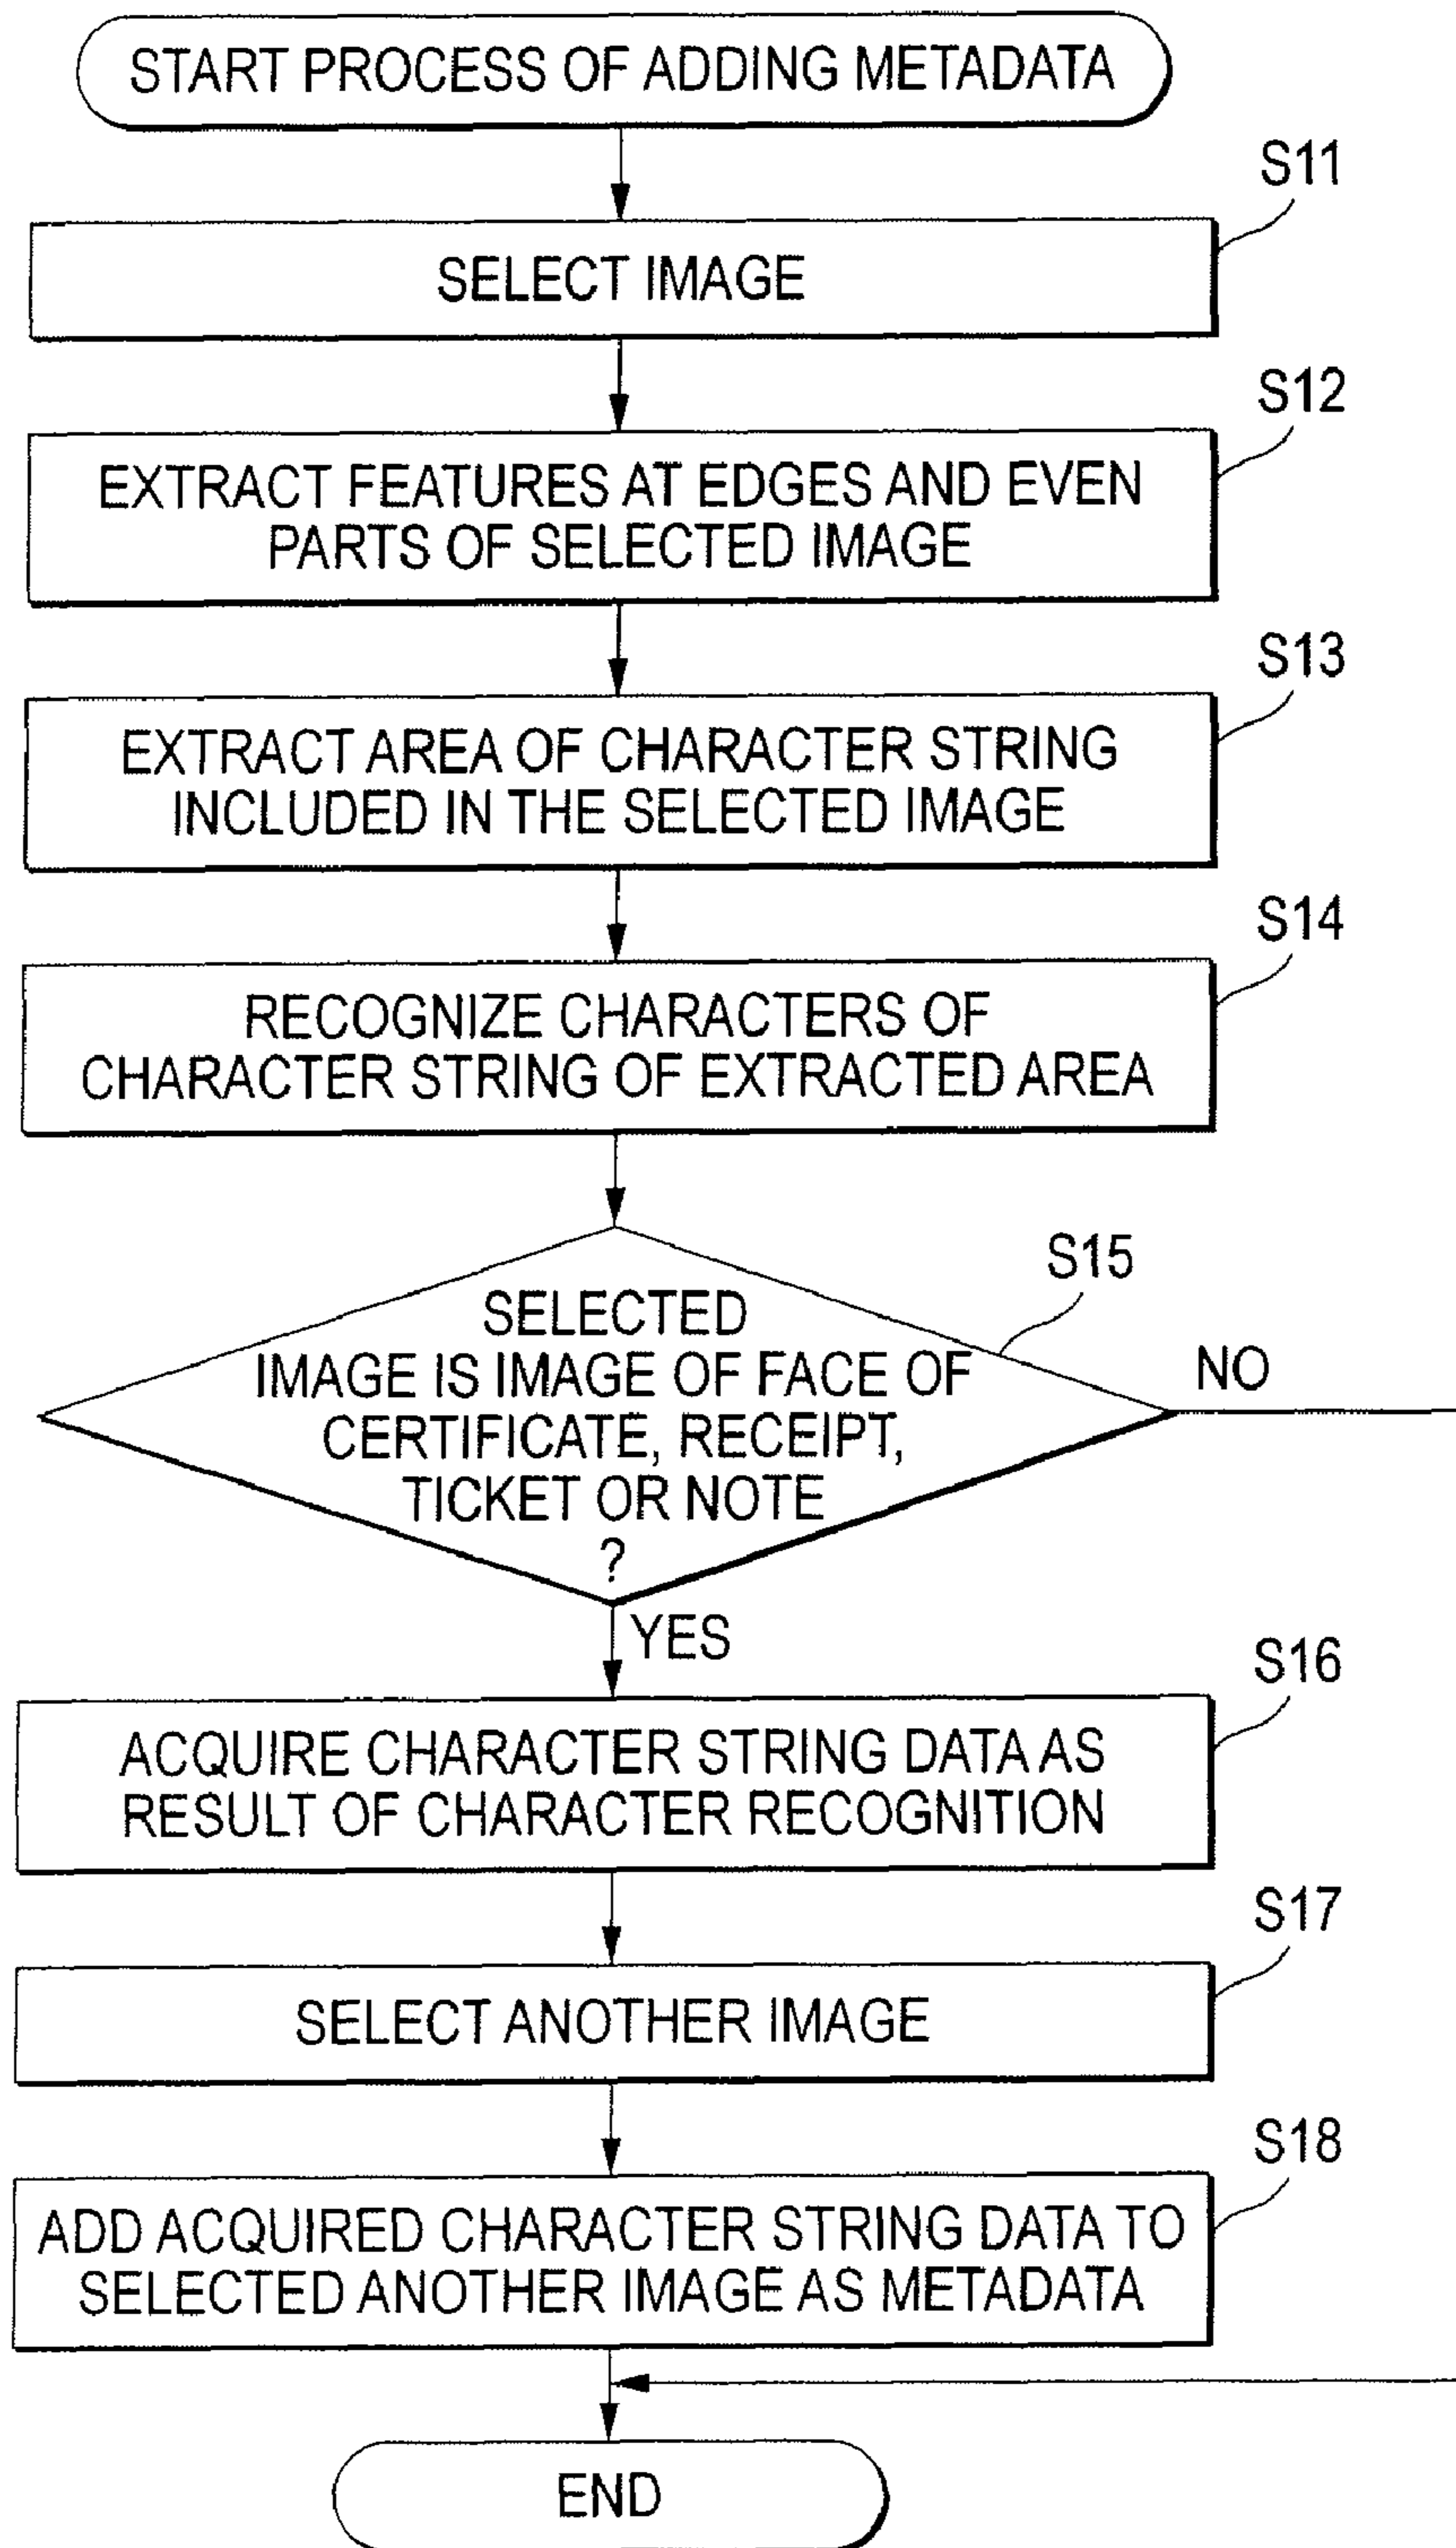 START PROCESS OF ADDING METADATA
S11
SELECT IMAGE
S12
EXTRACT FEATURES AT EDGES AND EVEN
PARTS OF SELECTED IMAGE
S13
EXTRACT AREA OF CHARACTER STRING
INCLUDED IN THE SELECTED IMAGE
S14
RECOGNIZE CHARACTERS OF
CHARACTER STRING OF EXTRACTED AREA
S15
SELECTED
IMAGE IS IMAGE OF FACE OF
CERTIFICATE, RECEIPT,
TICKET OR NOTE
?
NO
YES
S16
ACQUIRE CHARACTER STRING DATA AS
RESULT OF CHARACTER RECOGNITION
S17
SELECT ANOTHER IMAGE
S18
ADD ACQUIRED CHARACTER STRING DATA TO
SELECTED ANOTHER IMAGE AS METADATA
END